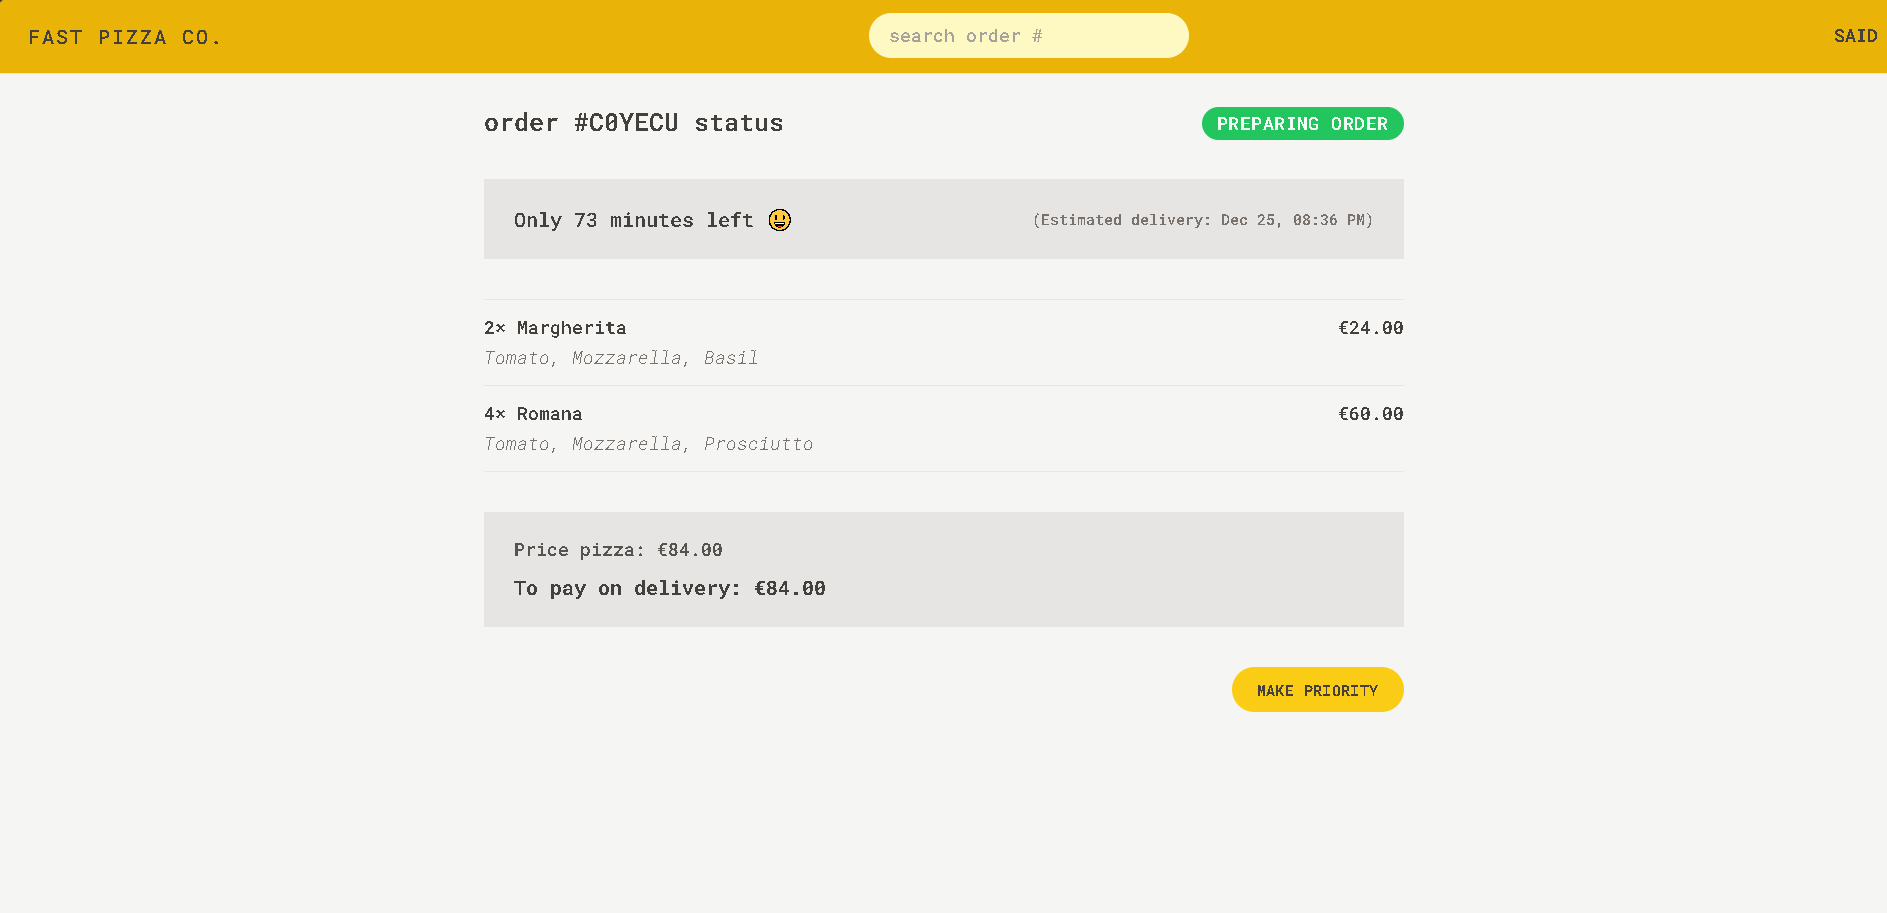 FAST PIZZA CO.
search order #
SAID
order #C0YECU status
PREPARING ORDER
Only 73 minutes left 😃
(Estimated delivery: Dec 25, 08:36 PM)
2× Margherita
€24.00
Tomato, Mozzarella, Basil
4× Romana
€60.00
Tomato, Mozzarella, Prosciutto
Price pizza: €84.00
To pay on delivery: €84.00
MAKE PRIORITY